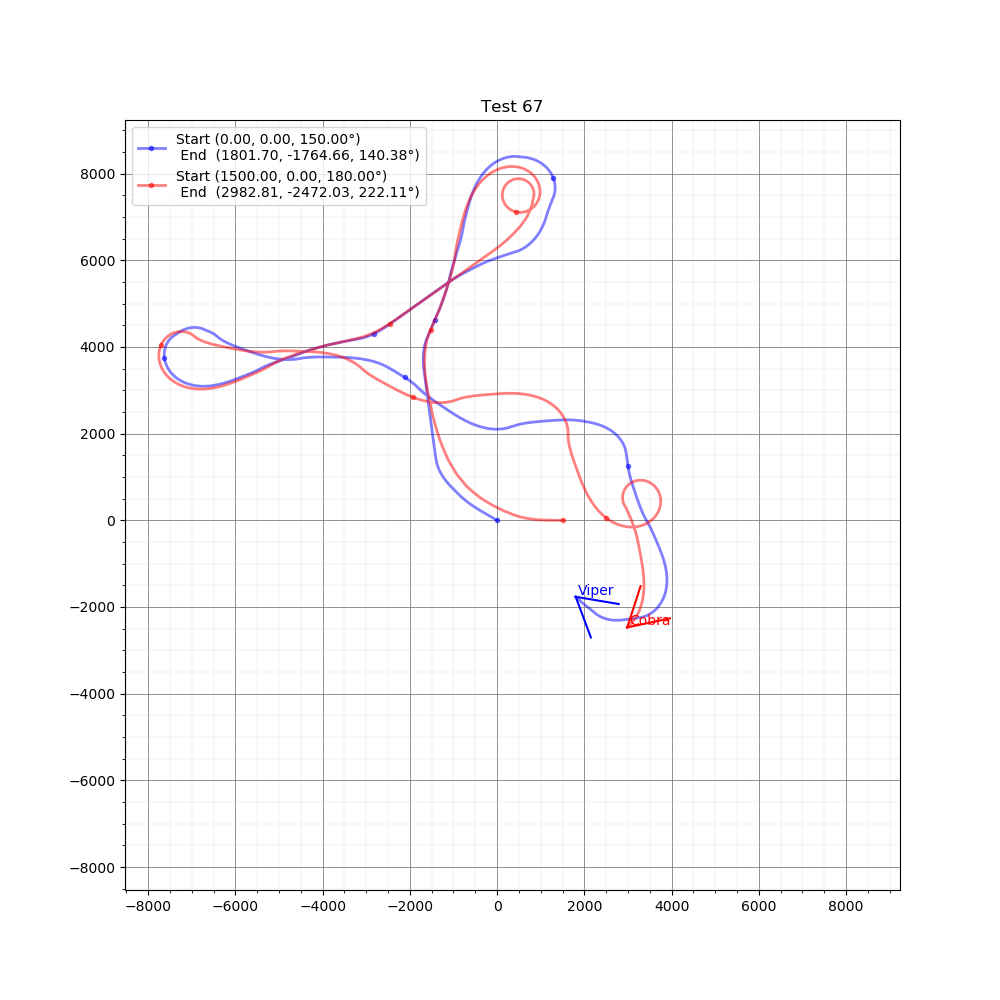 Test 67
Start (0.00, 0.00, 150.00°)
End  (1801.70, -1764.66, 140.38°)
Start (1500.00, 0.00, 180.00°)
End  (2982.81, -2472.03, 222.11°)
8000
6000
4000
2000
0
−2000
−4000
−6000
−8000
Viper
Cobra
−8000 −6000 −4000 −2000 0 2000 4000 6000 8000